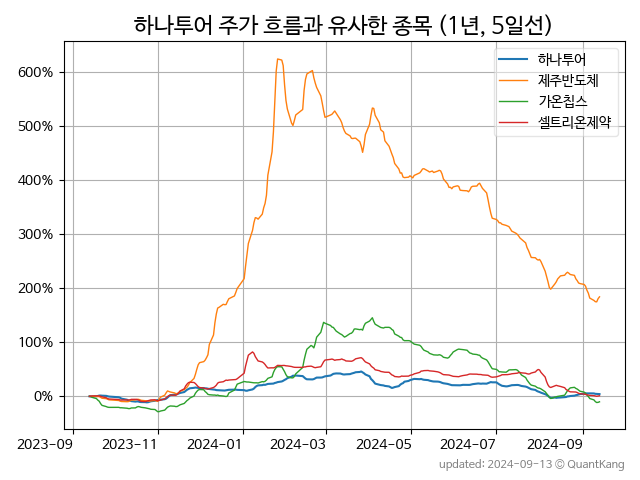 하나투어 주가 흐름과 유사한 종목 (1년, 5일선)
하나투어
제주반도체
가온칩스
셀트리온제약
600%
500%
400%
300%
200%
100%
0%
2023-09
2023-11
2024-01
2024-03
2024-05
2024-07
2024-09
updated: 2024-09-13 © QuantKang